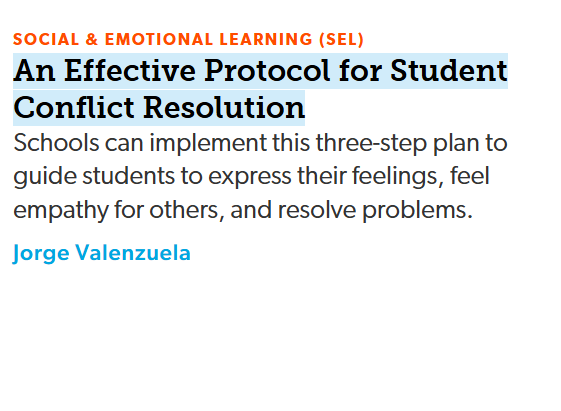 SOCIAL & EMOTIONAL LEARNING (SEL)
An Effective Protocol for Student
Conflict Resolution
Schools can implement this three-step plan to
guide students to express their feelings, feel
empathy for others, and resolve problems.
Jorge Valenzuela